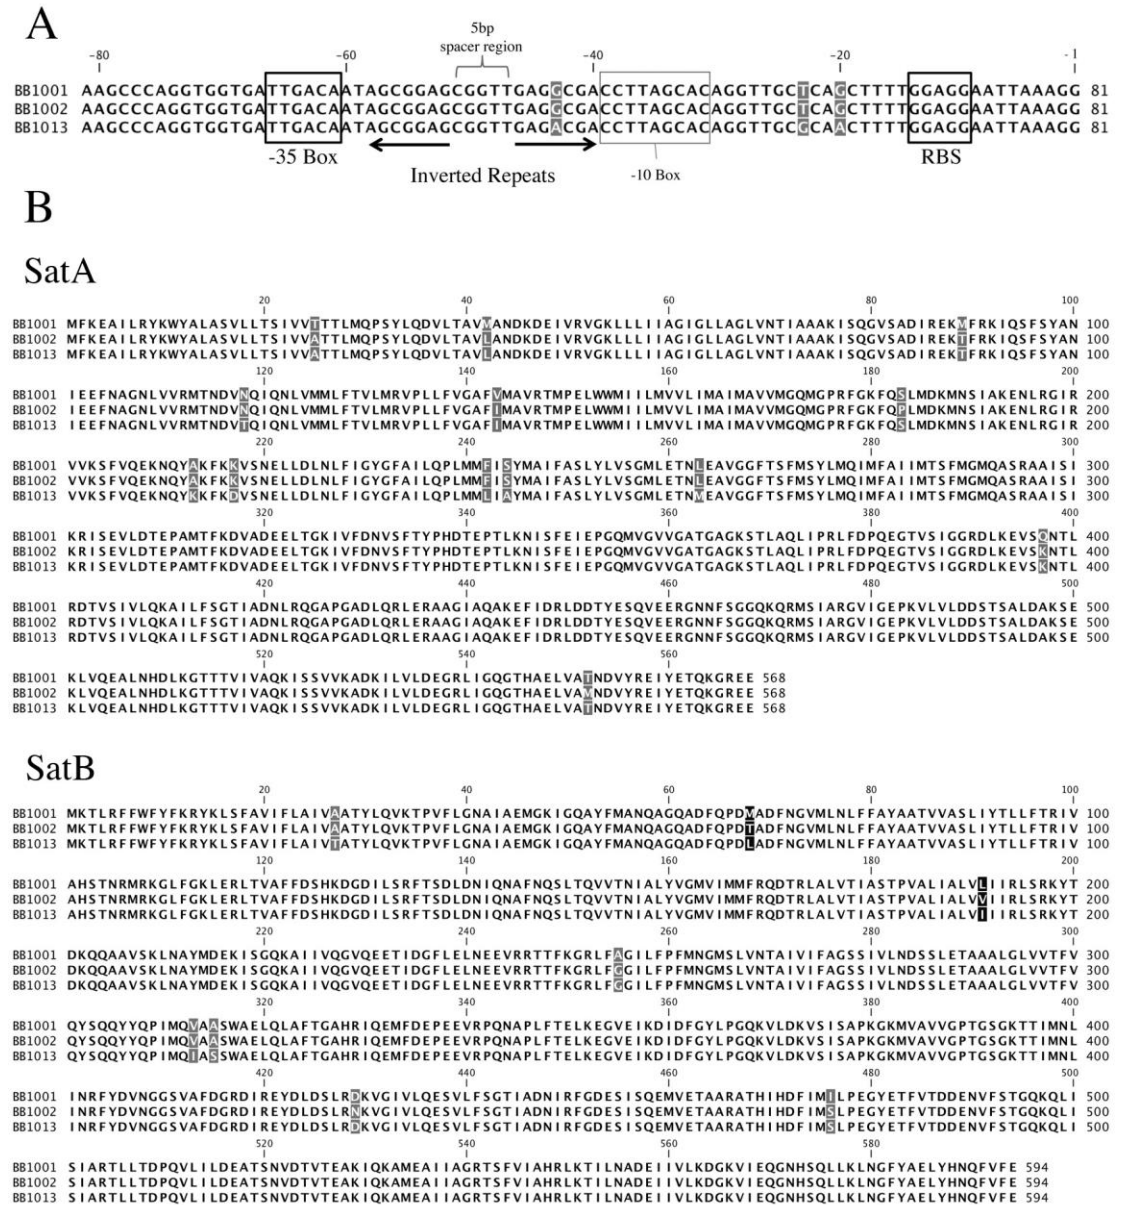 A
5bp
spacer region
-80 -60 -40 -20 -1
BB1001 AAGCCCAGGTGGTGATTGACAATAGCGGAGCGGTTGAGGCGACCTTAGCACAGGTTGCTCAGCTTTTGGAGGAATTAAAGG 81
BB1002 AAGCCCAGGTGGTGATTGACAATAGCGGAGCGGTTGAGGCGACCTTAGCACAGGTTGCTCAGCTTTTGGAGGAATTAAAGG 81
BB1013 AAGCCCAGGTGGTGATTGACAATAGCGGAGCGGTTGAGACGACCTTAGCACAGGTTGCGCAACTTTTGGAGGAATTAAAGG 81
-35 Box
Inverted Repeats
-10 Box
RBS
B
SatA
20 40 60 80 100
BB1001 MFKEAILRYKWYALASVLLTSIVVTTTLMQPSYLQDVLTAVMANDKDEIVRVGKLLLIIAGIGLLAGLVNTIAAAKISQGVSADIREKMFRKIQSFSYAN 100
BB1002 MFKEAILRYKWYALASVLLTSIVVATTLMQPSYLQDVLTAVLANDKDEIVRVGKLLLIIAGIGLLAGLVNTIAAAKISQGVSADIREKTFRKIQSFSYAN 100
BB1013 MFKEAILRYKWYALASVLLTSIVVATTLMQPSYLQDVLTAVLANDKDEIVRVGKLLLIIAGIGLLAGLVNTIAAAKISQGVSADIREKTFRKIQSFSYAN 100
120 140 160 180 200
BB1001 IEEFNAGNLVVRMTNDVNQIQNLVMMLFTVLMRVPLLFVGAFVMAVRTMPELWWMIILMVVLIMAIMAVVMGQMGPRFGKFQSLMDKMNSIAKENLRGIR 200
BB1002 IEEFNAGNLVVRMTNDVNQIQNLVMMLFTVLMRVPLLFVGAFIMAVRTMPELWWMIILMVVLIMAIMAVVMGQMGPRFGKFQPLMDKMNSIAKENLRGIR 200
BB1013 IEEFNAGNLVVRMTNDVTQIQNLVMMLFTVLMRVPLLFVGAFIMAVRTMPELWWMIILMVVLIMAIMAVVMGQMGPRFGKFQSLMDKMNSIAKENLRGIR 200
220 240 260 280 300
BB1001 VVKSFVQEKNQYAKFKKVSNELLDLNLFIGYGFAILQPLMMFISYMAIFASLYLVSGMLETNLEAVGGFTSFMSYLMQIMFAIIMTSFMGMQASRAAISI 300
BB1002 VVKSFVQEKNQYAKFKKVSNELLDLNLFIGYGFAILQPLMMFISYMAIFASLYLVSGMLETNLEAVGGFTSFMSYLMQIMFAIIMTSFMGMQASRAAISI 300
BB1013 VVKSFVQEKNQYKKFKDVSNELLDLNLFIGYGFAILQPLMMLIAYMAIFASLYLVSGMLETNMEAVGGFTSFMSYLMQIMFAIIMTSFMGMQASRAAISI 300
320 340 360 380 400
BB1001 KRISEVLDTEPAMTFKDVADEELTGKIVFDNVSFTYPHDTEPTLKNISFEIEPGQMVGVVGATGAGKSTLAQLIPRLFDPQEGTVSIGGRDLKEVSQNTL 400
BB1002 KRISEVLDTEPAMTFKDVADEELTGKIVFDNVSFTYPHDTEPTLKNISFEIEPGQMVGVVGATGAGKSTLAQLIPRLFDPQEGTVSIGGRDLKEVSKNTL 400
BB1013 KRISEVLDTEPAMTFKDVADEELTGKIVFDNVSFTYPHDTEPTLKNISFEIEPGQMVGVVGATGAGKSTLAQLIPRLFDPQEGTVSIGGRDLKEVSKNTL 400
420 440 460 480 500
BB1001 RDTVSIVLQKAILFSGTIADNLRQGAPGADLQRLERAAGIAQAKEFIDRLDDTYESQVEERGNNFSGGQKQRMSIARGVIGEPKVLVLDDSTSALDAKSE 500
BB1002 RDTVSIVLQKAILFSGTIADNLRQGAPGADLQRLERAAGIAQAKEFIDRLDDTYESQVEERGNNFSGGQKQRMSIARGVIGEPKVLVLDDSTSALDAKSE 500
BB1013 RDTVSIVLQKAILFSGTIADNLRQGAPGADLQRLERAAGIAQAKEFIDRLDDTYESQVEERGNNFSGGQKQRMSIARGVIGEPKVLVLDDSTSALDAKSE 500
520 540 560
BB1001 KLVQEALNHDLKGTTTVIVAQKISSVVKADKILVLDEGRLIGQGTHAELVATNDVYREIYETQKGREE 568
BB1002 KLVQEALNHDLKGTTTVIVAQKISSVVKADKILVLDEGRLIGQGTHAELVAMNDVYREIYETQKGREE 568
BB1013 KLVQEALNHDLKGTTTVIVAQKISSVVKADKILVLDEGRLIGQGTHAELVATNDVYREIYETQKGREE 568
SatB
20 40 60 80 100
BB1001 MKTLRFFWFYFKRYKLSFAVIFLAIVAATYLQVKTPVFLGNAIAEMGKIGQAYFMANQAGQADFQPDMADFNGVMLNLFFAYAATVVASLIYTLLFTRIV 100
BB1002 MKTLRFFWFYFKRYKLSFAVIFLAIVAATYLQVKTPVFLGNAIAEMGKIGQAYFMANQAGQADFQPDTADFNGVMLNLFFAYAATVVASLIYTLLFTRIV 100
BB1013 MKTLRFFWFYFKRYKLSFAVIFLAIVTATYLQVKTPVFLGNAIAEMGKIGQAYFMANQAGQADFQPDLADFNGVMLNLFFAYAATVVASLIYTLLFTRIV 100
120 140 160 180 200
BB1001 AHSTNRMRKGLFGKLERLTVAFFDSHKDGDILSRFTSDLDNIQNAFNQSLTQVVTNIALYVGMVIMMFRQDTRLALVTIASTPVALIALVLIIRLSRKYT 200
BB1002 AHSTNRMRKGLFGKLERLTVAFFDSHKDGDILSRFTSDLDNIQNAFNQSLTQVVTNIALYVGMVIMMFRQDTRLALVTIASTPVALIALVVIIRLSRKYT 200
BB1013 AHSTNRMRKGLFGKLERLTVAFFDSHKDGDILSRFTSDLDNIQNAFNQSLTQVVTNIALYVGMVIMMFRQDTRLALVTIASTPVALIALVIIIRLSRKYT 200
220 240 260 280 300
BB1001 DKQQAAVSKLNAYMDEKISGQKAIIVQGVQEETIDGFLELNEEVRRTTFKGRLFAGILFPFMNGMSLVNTAIVIFAGSSIVLNDSSLETAAALGLVVTFV 300
BB1002 DKQQAAVSKLNAYMDEKISGQKAIIVQGVQEETIDGFLELNEEVRRTTFKGRLFGGILFPFMNGMSLVNTAIVIFAGSSIVLNDSSLETAAALGLVVTFV 300
BB1013 DKQQAAVSKLNAYMDEKISGQKAIIVQGVQEETIDGFLELNEEVRRTTFKGRLFGGILFPFMNGMSLVNTAIVIFAGSSIVLNDSSLETAAALGLVVTFV 300
320 340 360 380 400
BB1001 QYSQQYYQPIMQVAASWAELQLAFTGAHRIQEMFDEPEEVRPQNAPLFTELKEGVEIKDIDFGYLPGQKVLDKVSISAPKGKMVAVVGPTGSGKTTIMNL 400
BB1002 QYSQQYYQPIMQVAASWAELQLAFTGAHRIQEMFDEPEEVRPQNAPLFTELKEGVEIKDIDFGYLPGQKVLDKVSISAPKGKMVAVVGPTGSGKTTIMNL 400
BB1013 QYSQQYYQPIMQIASSWAELQLAFTGAHRIQEMFDEPEEVRPQNAPLFTELKEGVEIKDIDFGYLPGQKVLDKVSISAPKGKMVAVVGPTGSGKTTIMNL 400
420 440 460 480 500
BB1001 INRFYDVNGGSVAFDGRDIREYDLDSLRDKVGIVLQESVLFSGTIADNIRFGDESISQEMVETAARATHIHDFIMILPEGYETFVTDDENVFSTGQKQLI 500
BB1002 INRFYDVNGGSVAFDGRDIREYDLDSLRNKVGIVLQESVLFSGTIADNIRFGDESISQEMVETAARATHIHDFIMSLPEGYETFVTDDENVFSTGQKQLI 500
BB1013 INRFYDVNGGSVAFDGRDIREYDLDSLRDKVGIVLQESVLFSGTIADNIRFGDESISQEMVETAARATHIHDFIMSLPEGYETFVTDDENVFSTGQKQLI 500
520 540 560 580
BB1001 SIARTLLTDPQVLILDEATSNVDTVTEAKIQKAMEAIIAGRTSFVIAHRLKTILNADEIIVLKDGKVIEQGNHSQLLKLNGFYAELYHNQFVFE 594
BB1002 SIARTLLTDPQVLILDEATSNVDTVTEAKIQKAMEAIIAGRTSFVIAHRLKTILNADEIIVLKDGKVIEQGNHSQLLKLNGFYAELYHNQFVFE 594
BB1013 SIARTLLTDPQVLILDEATSNVDTVTEAKIQKAMEAIIAGRTSFVIAHRLKTILNADEIIVLKDGKVIEQGNHSQLLKLNGFYAELYHNQFVFE 594